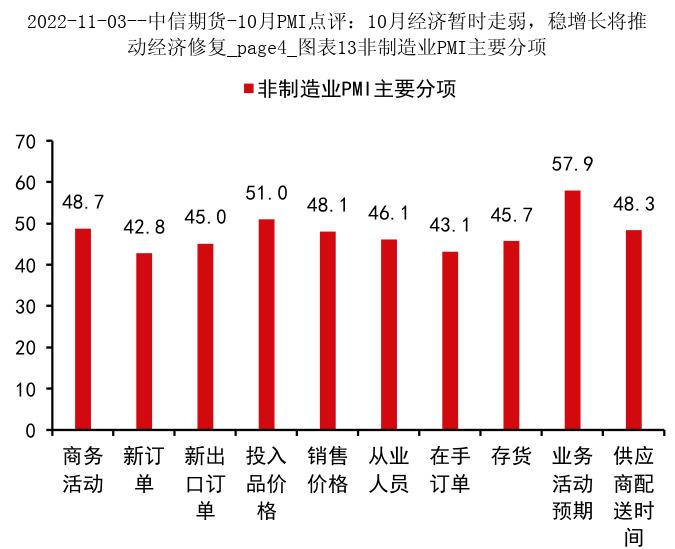 2022-11-03--中信期货-10月PMI点评：10月经济暂时走弱，稳增长将推
动经济修复_page4_图表13非制造业PMI主要分项
非制造业PMI主要分项
70
60
50
40
30
20
10
0
48.7
42.8
45.0
51.0
48.1
46.1
43.1
45.7
57.9
48.3
商务
活动
新订
单
新出
口订
单
投入
品价
格
销售
价格
从业
人员
在手
订单
存货
业务
活动
预期
供应
商配
送时
间